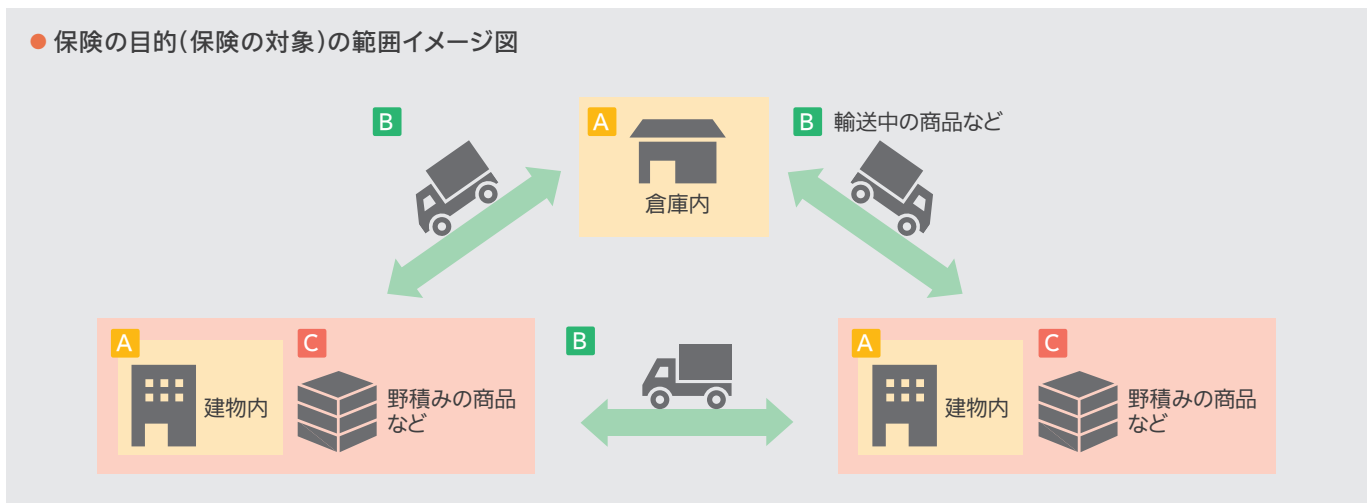 ●保険の目的(保険の対象)の範囲イメージ図
B
A
倉庫内
B 輸送中の商品など
A
建物内
C
野積みの商品
など
B
A
建物内
C
野積みの商品
など